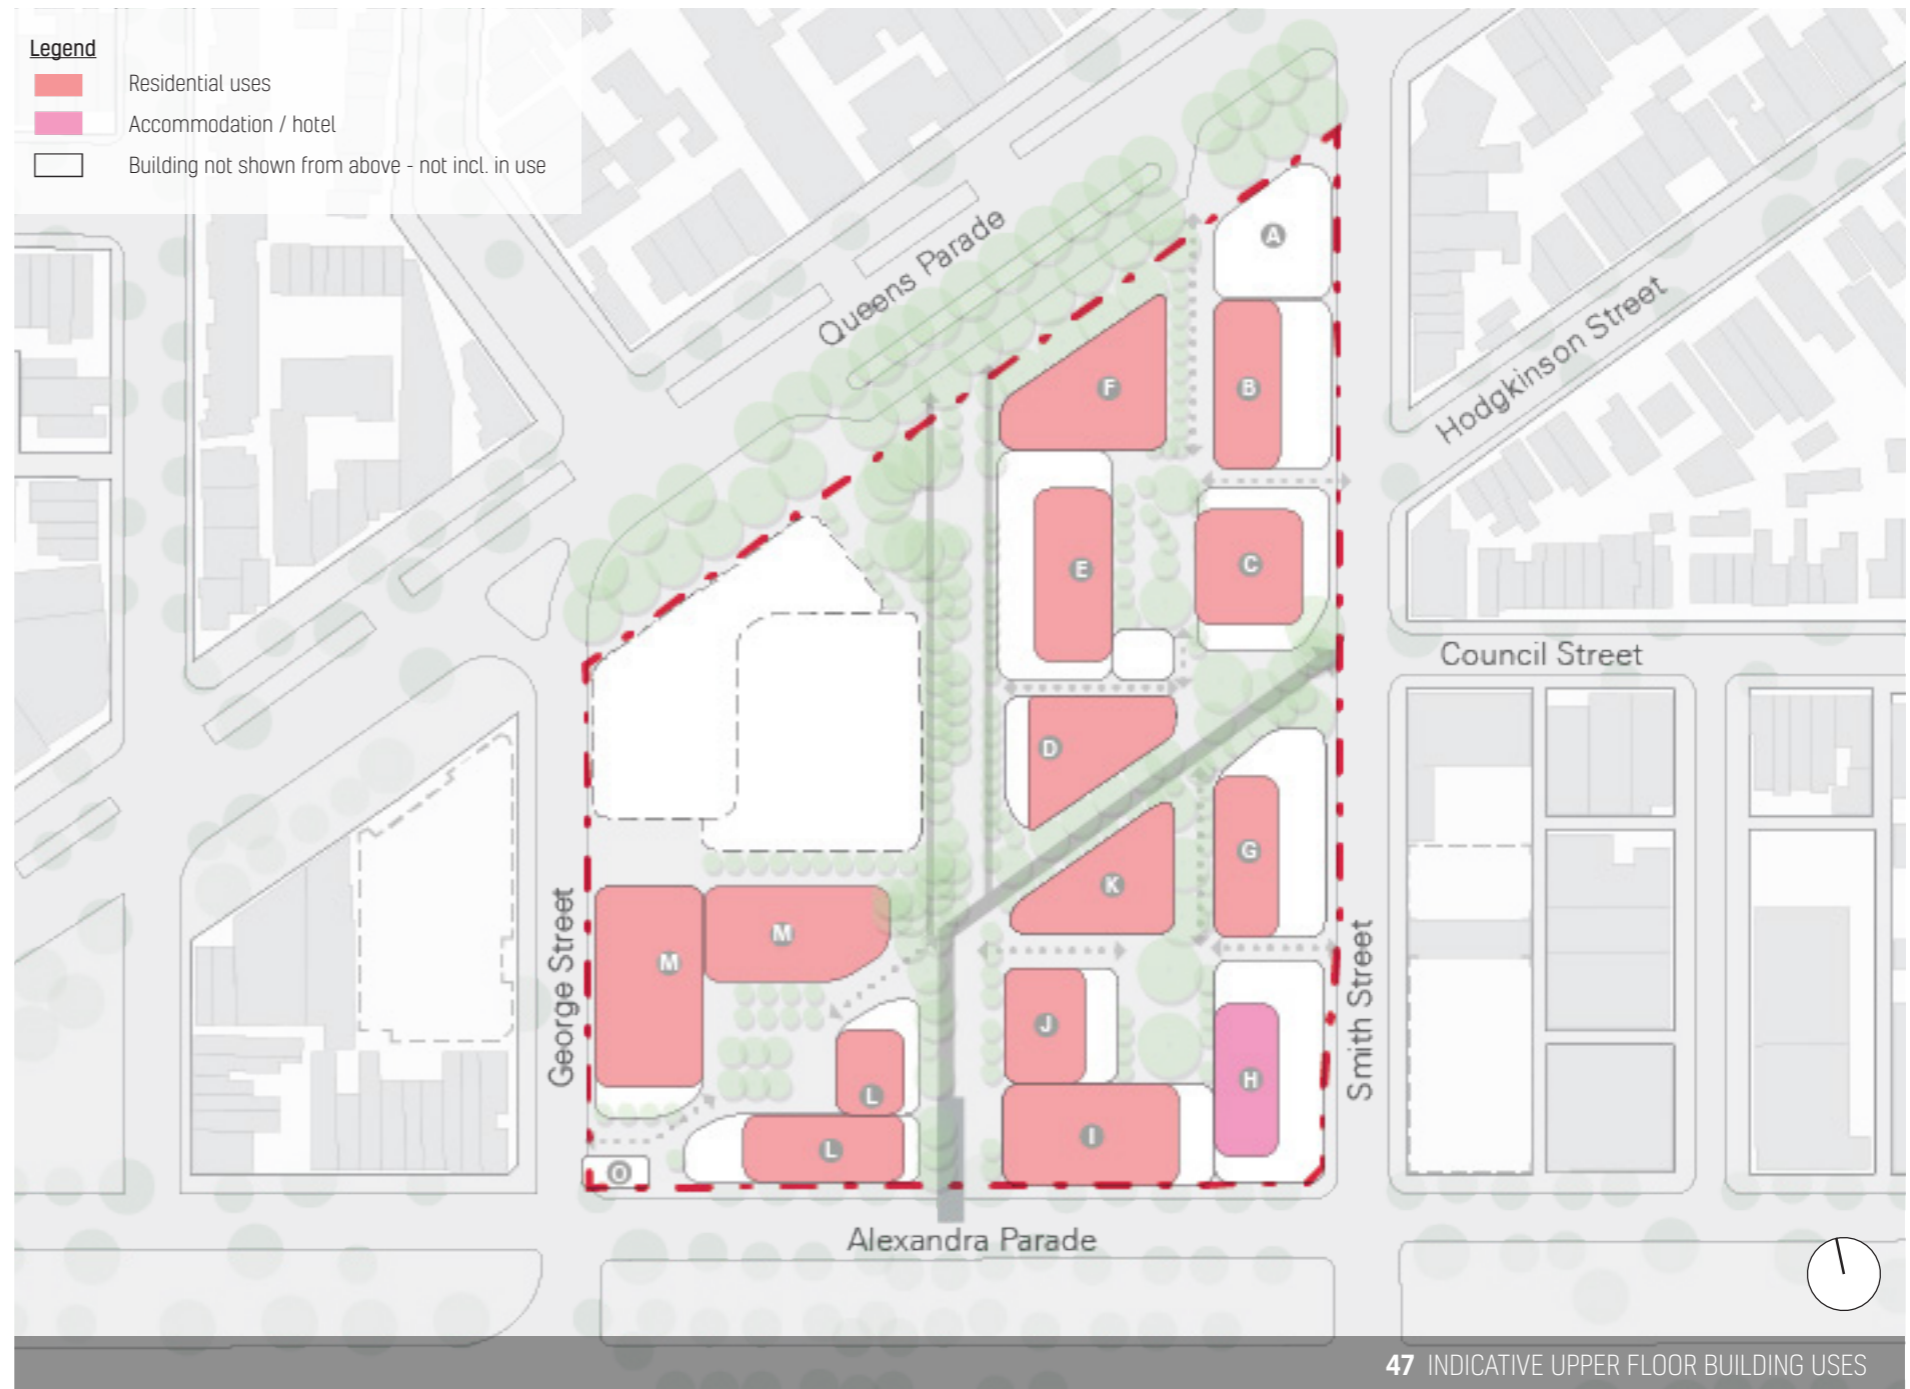 Legend
Residential uses
Accommodation / hotel
Building not shown from above - not incl. in use
Queens Parade
A
Hodgkinson Street
F
B
E
C
Council Street
D
G
K
George Street
M
M
Smith Street
J
H
L
I
L
O
Alexandra Parade
47 INDICATIVE UPPER FLOOR BUILDING USES